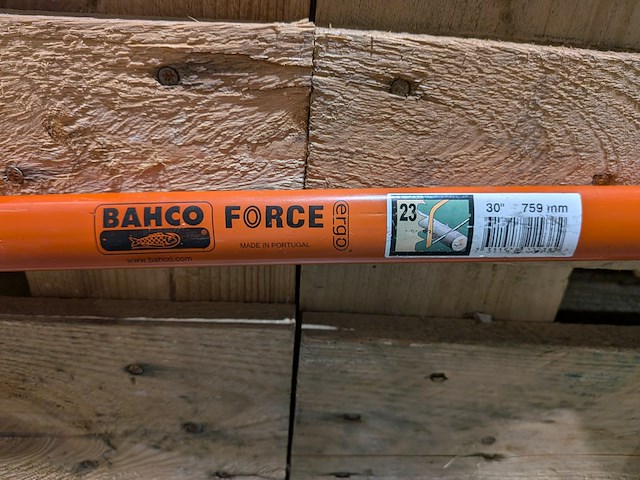 BAHCO
www.bahco.com
FORCE
ergo
MADE IN PORTUGAL
23
30" 759 mm